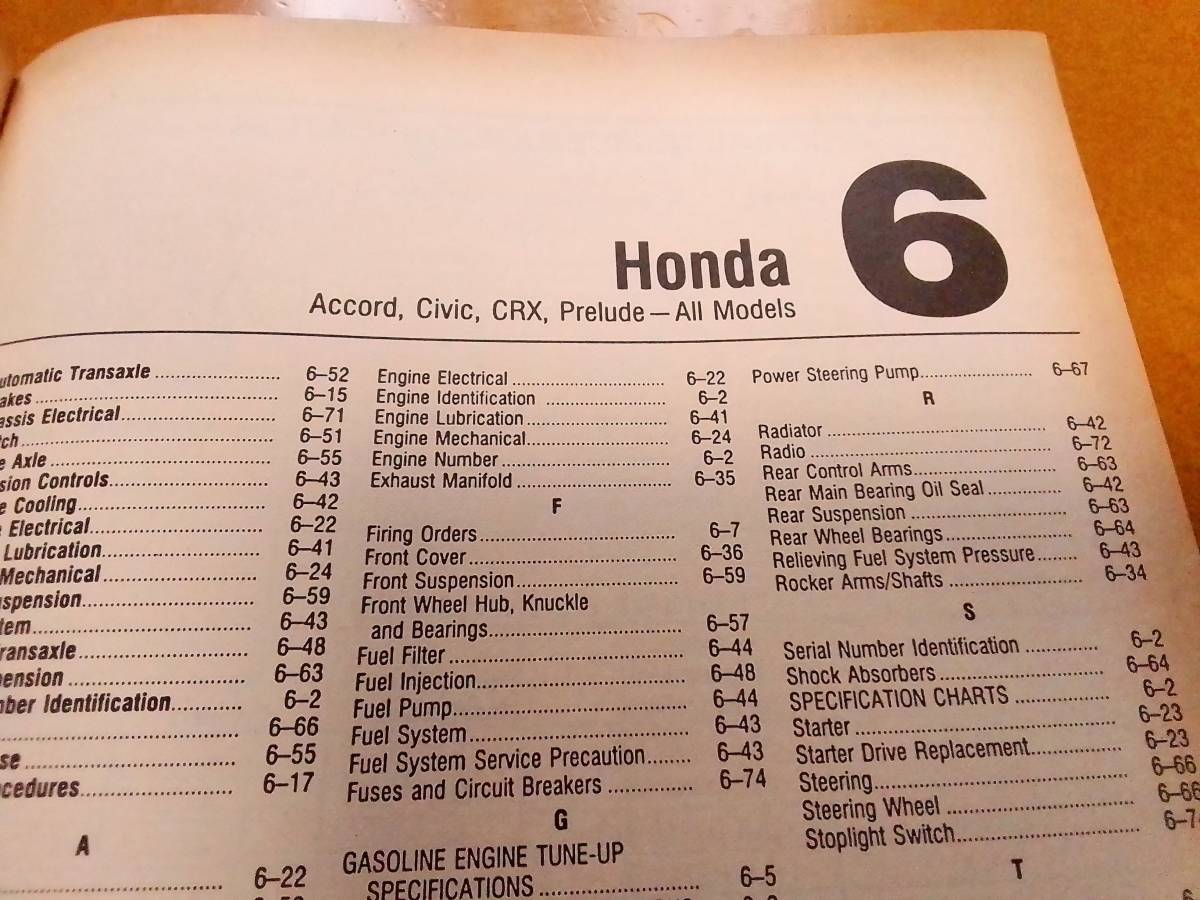 6
Honda
Accord, Civic, CRX, Prelude—All Models
Automatic Transaxle ........................ 6–52
...akes ........................ 6–15
...assis Electrical........................ 6–71
...tch........................ 6–51
...e Axle ........................ 6–55
...sion Controls........................ 6–43
...e Cooling........................ 6–42
Electrical........................ 6–22
Lubrication........................ 6–41
Mechanical ........................ 6–24
...spension........................ 6–59
...tem........................ 6–43
...ransaxle ........................ 6–48
...pension ........................ 6–63
...ber Identification............ 6–2
........................ 6–66
...se ........................ 6–55
...cedures........................ 6–17
A
........................ 6–22
Engine Electrical ........................ 6–22
Engine Identification ........................ 6–2
Engine Lubrication........................ 6–41
Engine Mechanical........................ 6–24
Engine Number ........................ 6–2
Exhaust Manifold ........................ 6–35
F
Firing Orders........................ 6–7
Front Cover........................ 6–36
Front Suspension........................ 6–59
Front Wheel Hub, Knuckle
and Bearings........................ 6–57
Fuel Filter ........................ 6–44
Fuel Injection........................ 6–48
Fuel Pump........................ 6–44
Fuel System........................ 6–43
Fuel System Service Precaution........ 6–43
Fuses and Circuit Breakers ............... 6–74
G
GASOLINE ENGINE TUNE-UP
SPECIFICATIONS ........................ 6–5
Power Steering Pump........................ 6–67
R
Radiator ........................ 6–42
Radio ........................ 6–72
Rear Control Arms........................ 6–63
Rear Main Bearing Oil Seal............... 6–42
Rear Suspension ........................ 6–63
Rear Wheel Bearings........................ 6–64
Relieving Fuel System Pressure........ 6–43
Rocker Arms/Shafts ........................ 6–34
S
Serial Number Identification .............. 6–2
Shock Absorbers ........................ 6–64
SPECIFICATION CHARTS ............... 6–2
Starter ........................ 6–23
Starter Drive Replacement................ 6–23
Steering........................ 6–66
Steering Wheel ........................ 6–66
Stoplight Switch........................ 6–7
T